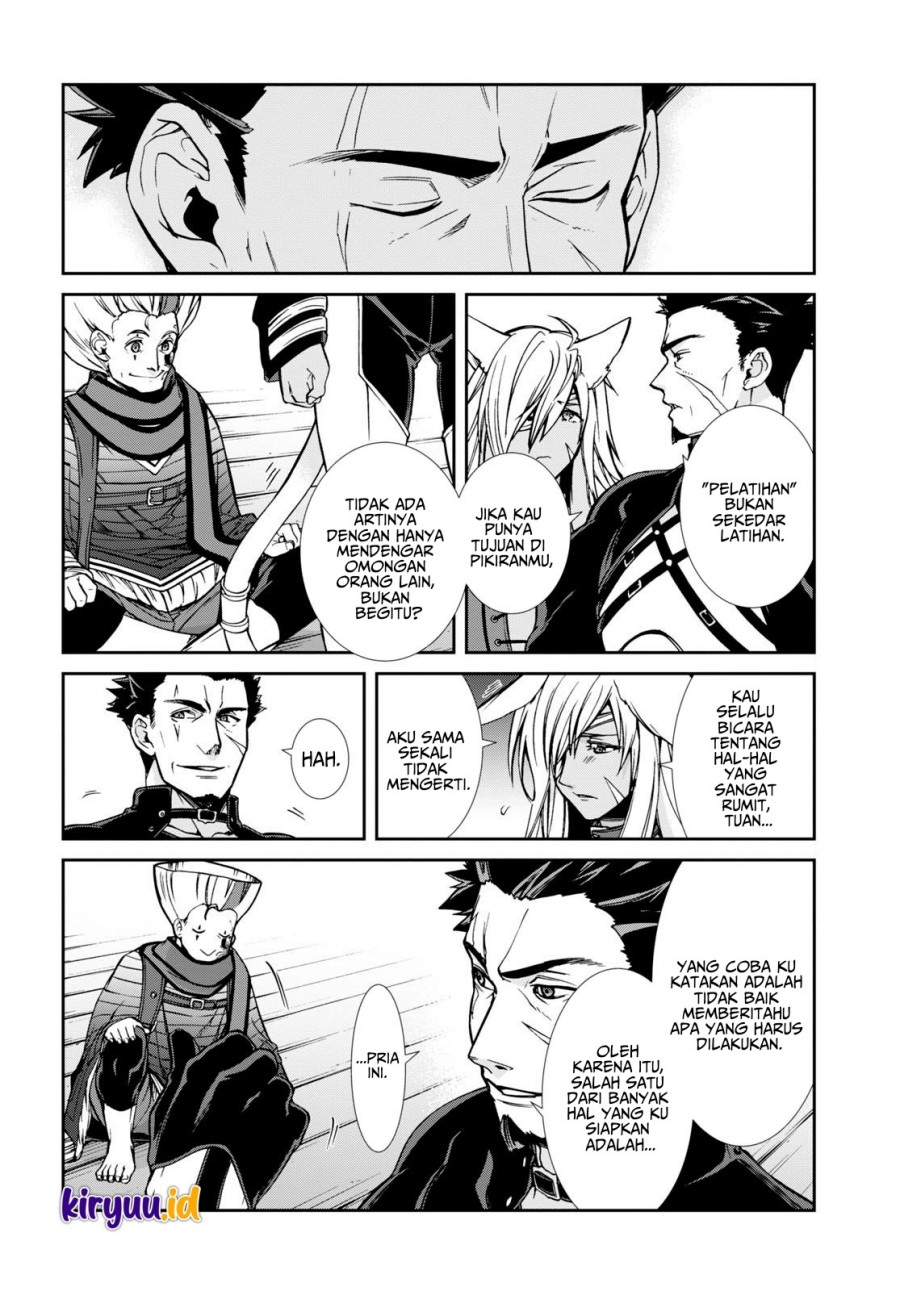 "PELATIHAN"
BUKAN
SEKEDAR
LATIHAN.
JIKA KAU
PUNYA
TUJUAN DI
PIKIRANMU,
TIDAK ADA
ARTINYA
DENGAN HANYA
MENDENGAR
OMONGAN
ORANG LAIN,
BUKAN
BEGITU?
KAU
SELALU
BICARA
TENTANG
HAL-HAL
YANG
SANGAT
RUMIT,
TUAN...
AKU SAMA
SEKALI
TIDAK
MENGERTI.
HAH.
YANG COBA KU
KATAKAN ADALAH
TIDAK BAIK
MEMBERITAHU
APA YANG HARUS
DILAKUKAN.
OLEH
KARENA ITU,
SALAH SATU
DARI BANYAK
HAL YANG KU
SIAPKAN
ADALAH...
...PRIA
INI.
kiryuu.id